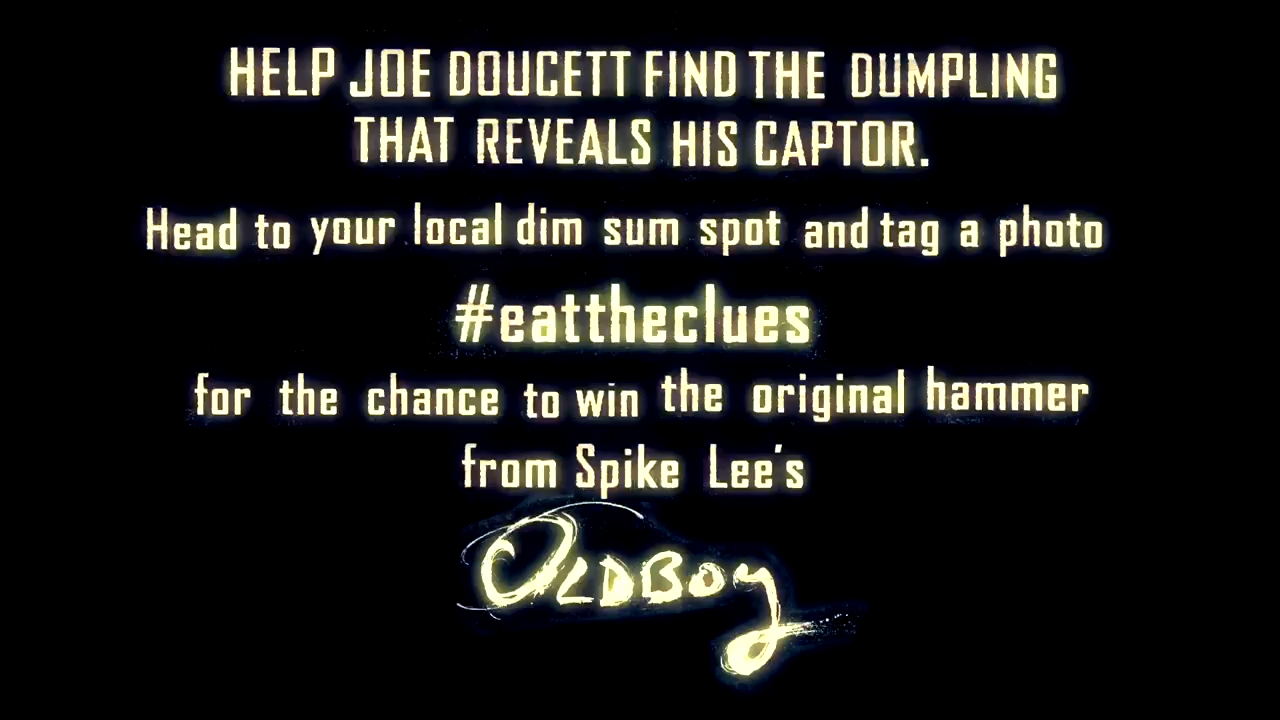 HELP JOE DOUCETT FIND THE DUMPLING
THAT REVEALS HIS CAPTOR.
Head to your local dim sum spot and tag a photo
#eattheclues
for the chance to win the original hammer
from Spike Lee's
OLDBOY